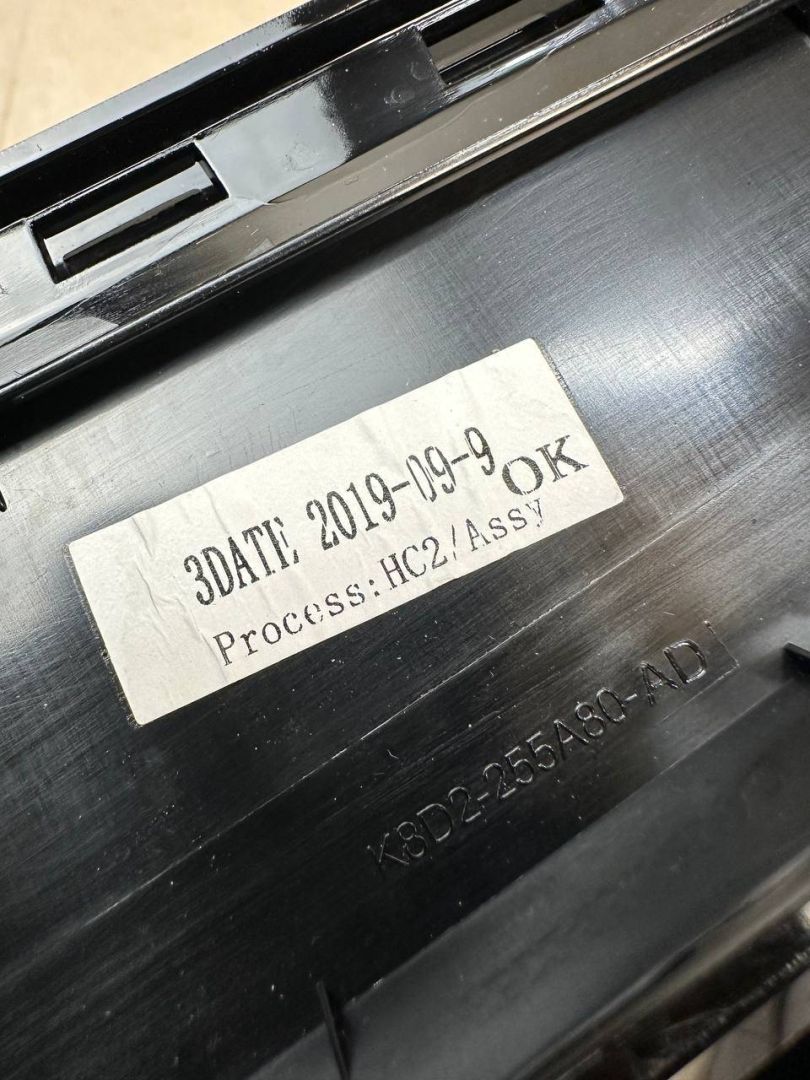 3DATE 2019-09-9 OK
Process:HC2/Assy
K8D2-255A80-AD